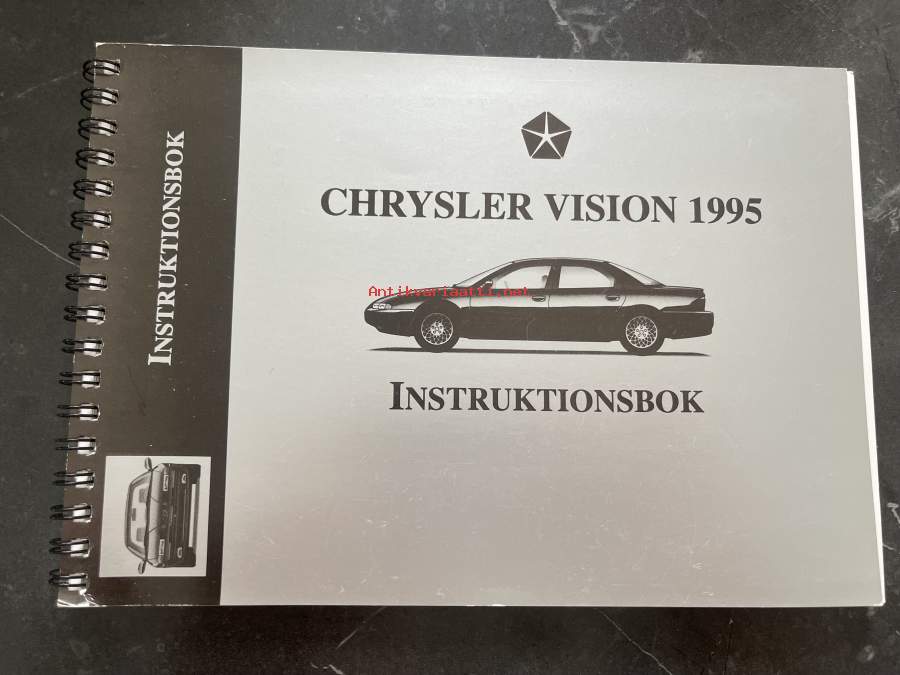 INSTRUKTIONSBOK
CHRYSLER VISION 1995
Antikvariaatti.net
INSTRUKTIONSBOK